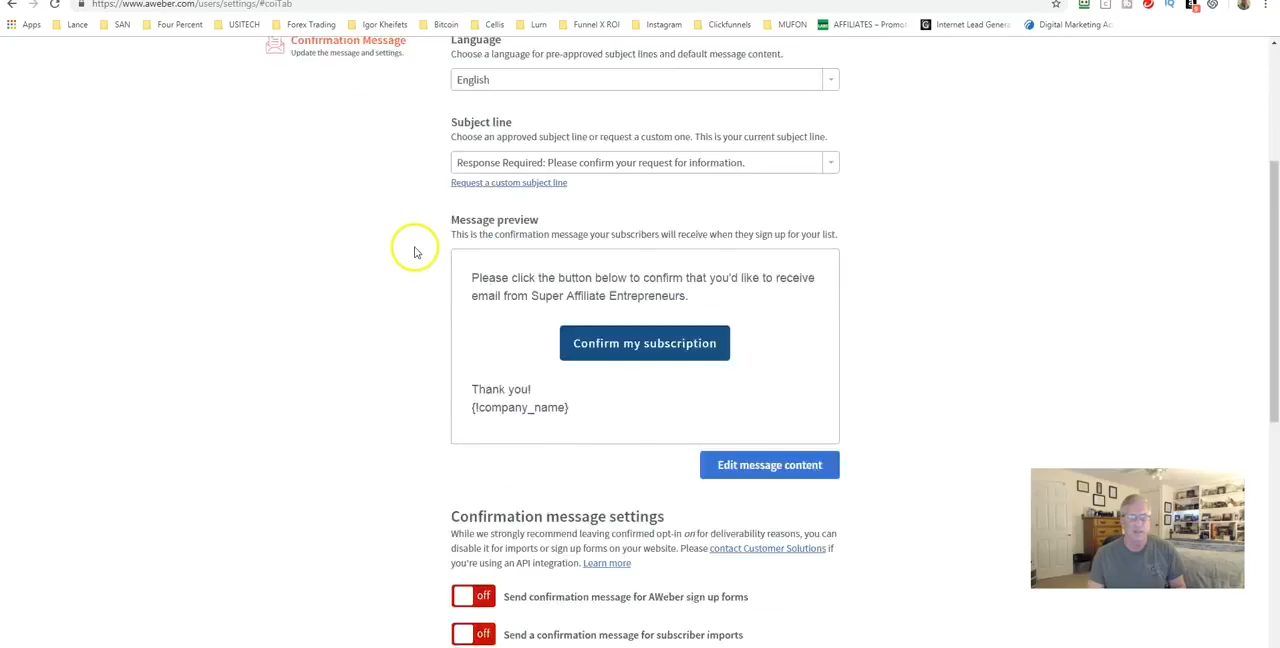 https://www.aweber.com/users/settings/#coiTab
Apps Lance SAN Four Percent USITECH Forex Trading Igor Kheifets Bitcoin Cellis Lurn Funnel X ROI Instagram Clickfunnels MUFON AFFILIATES – Promo Internet Lead Genera Digital Marketing Ac
Confirmation Message
Update the message and settings.
Language
Choose a language for pre-approved subject lines and default message content.
English
Subject line
Choose an approved subject line or request a custom one. This is your current subject line.
Response Required: Please confirm your request for information.
Request a custom subject line
Message preview
This is the confirmation message your subscribers will receive when they sign up for your list.
Please click the button below to confirm that you'd like to receive
email from Super Affiliate Entrepreneurs.
Confirm my subscription
Thank you!
{!company_name}
Edit message content
Confirmation message settings
While we strongly recommend leaving confirmed opt-in on for deliverability reasons, you can
disable it for imports or sign up forms on your website. Please contact Customer Solutions if
you're using an API integration. Learn more
off Send confirmation message for AWeber sign up forms
off Send a confirmation message for subscriber imports